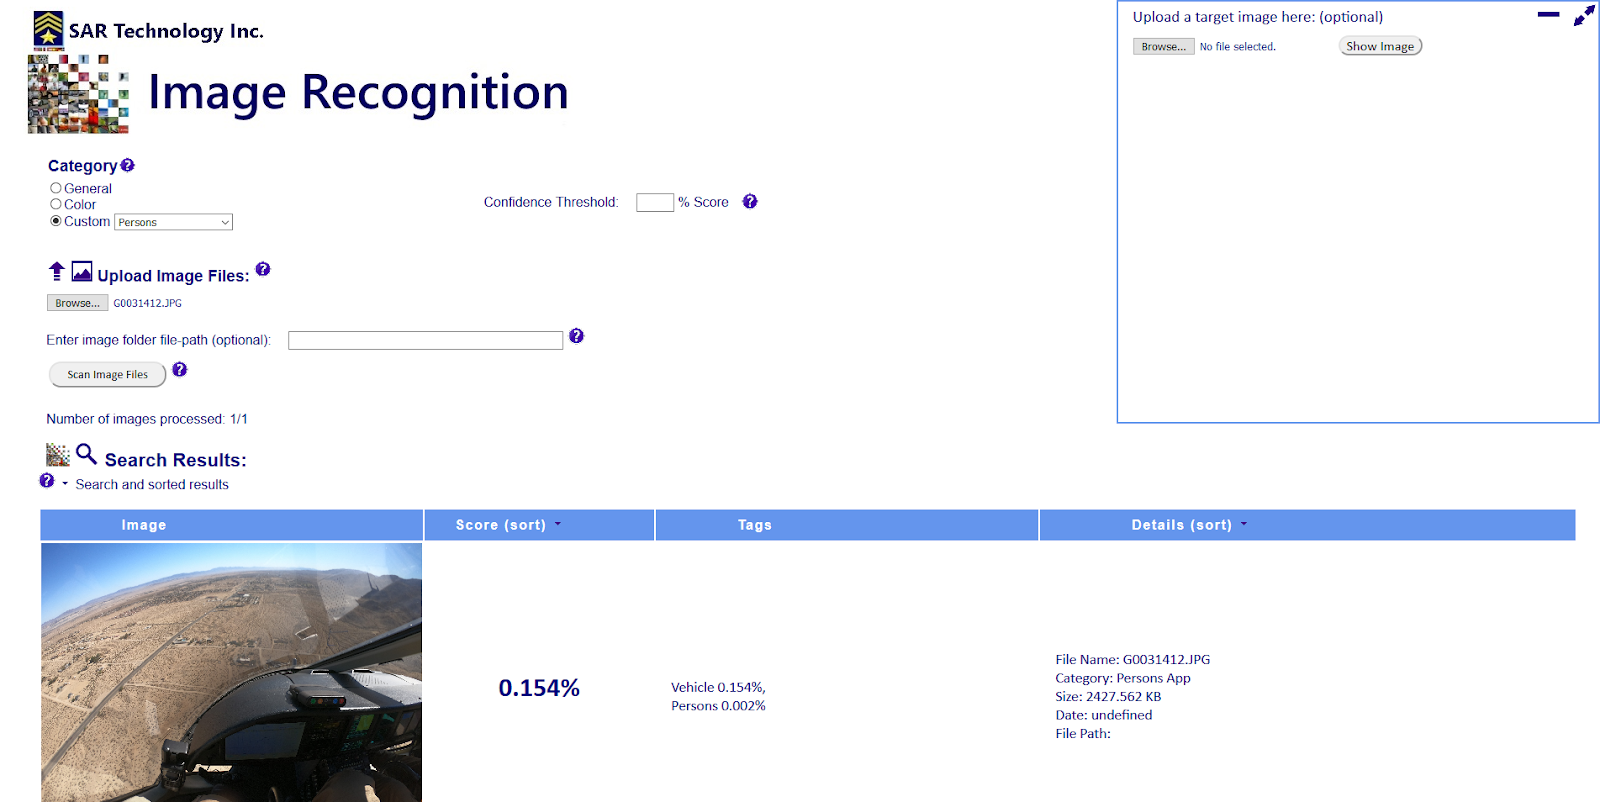 SAR Technology Inc.
Image Recognition
Upload a target image here: (optional)
Browse... No file selected. Show Image
Category ?
General
Color
Custom Persons
Confidence Threshold: % Score ?
Upload Image Files: ?
Browse... G0031412.JPG
Enter image folder file-path (optional): ?
Scan Image Files ?
Number of images processed: 1/1
Search Results:
? Search and sorted results
Image Score (sort) Tags Details (sort)
0.154%
Vehicle 0.154%,
Persons 0.002%
File Name: G0031412.JPG
Category: Persons App
Size: 2427.562 KB
Date: undefined
File Path: